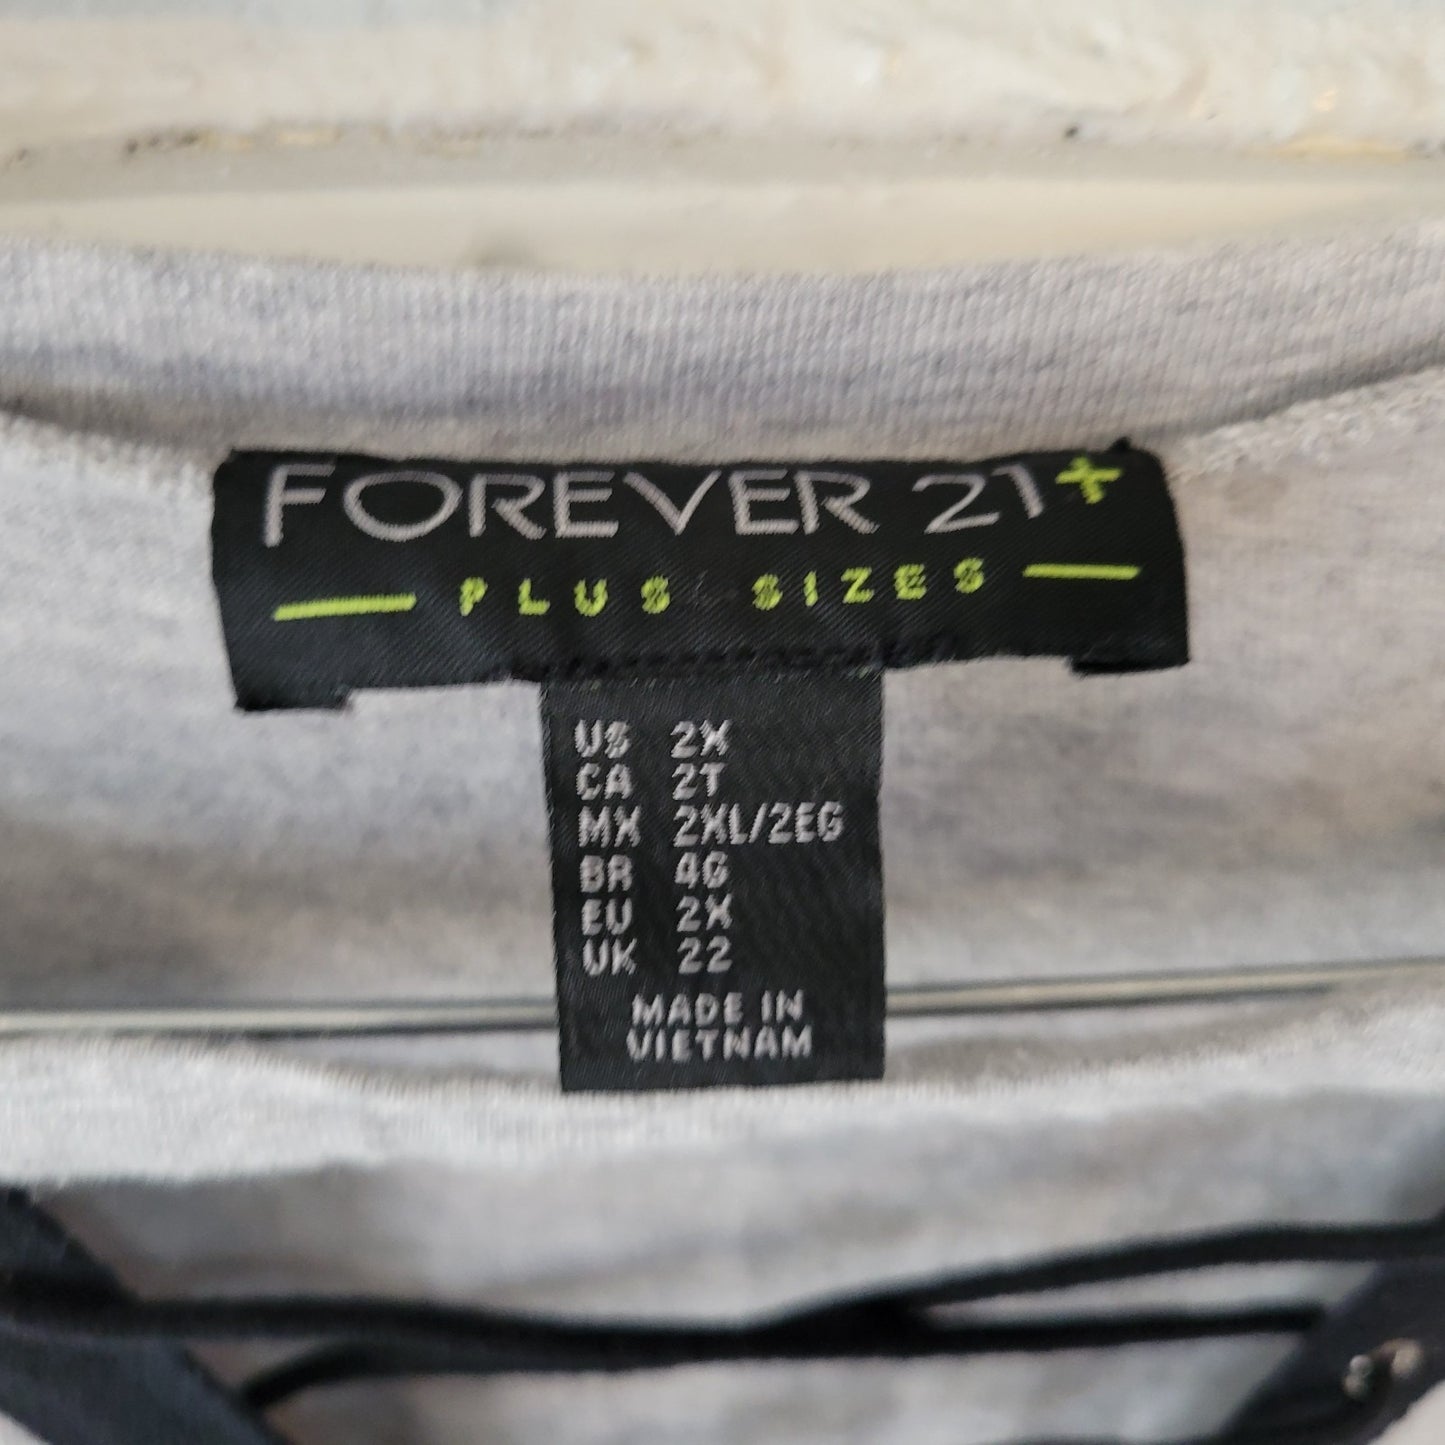 FOREVER 21+
PLUS SIZES
US 2X
CA 2T
MX 2XL/2EG
BR 4G
EU 2X
UK 22
MADE IN
VIETNAM